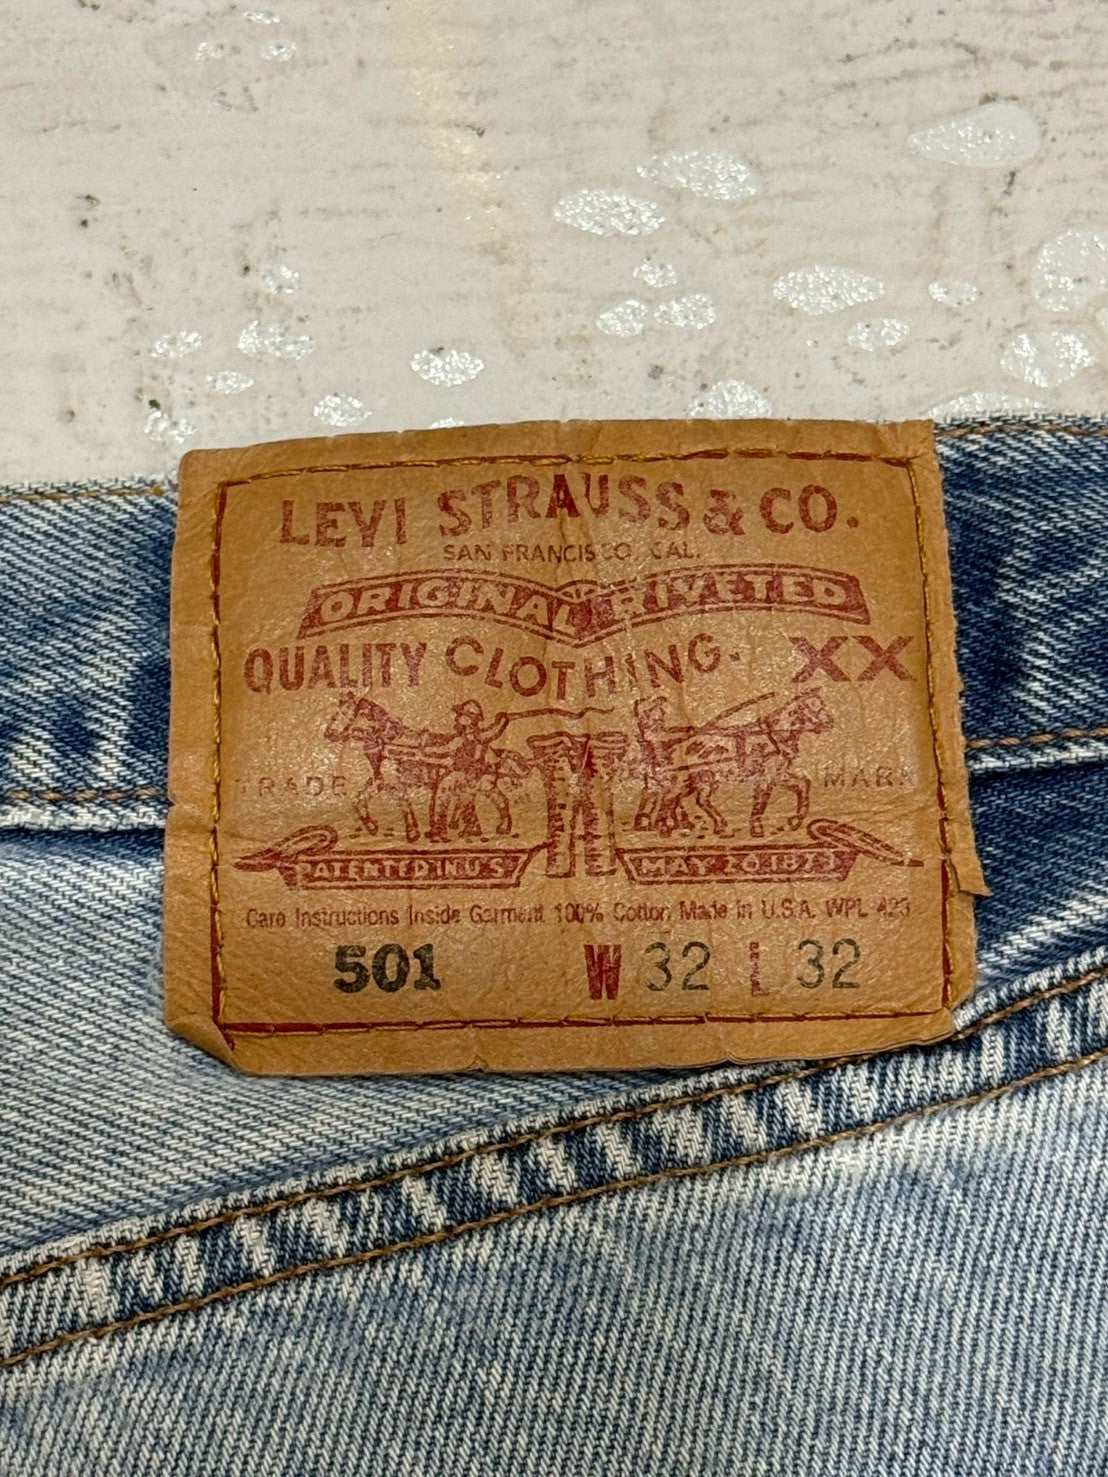 LEVI STRAUSS & CO.
SAN FRANCISCO, CAL.
ORIGINAL RIVETED
QUALITY CLOTHING. XX
TRADE MARK
PATENTED IN U.S. MAY 20 1873
Care Instructions Inside Garment 100% Cotton Made in U.S.A. WPL 423
501 W 32 L 32